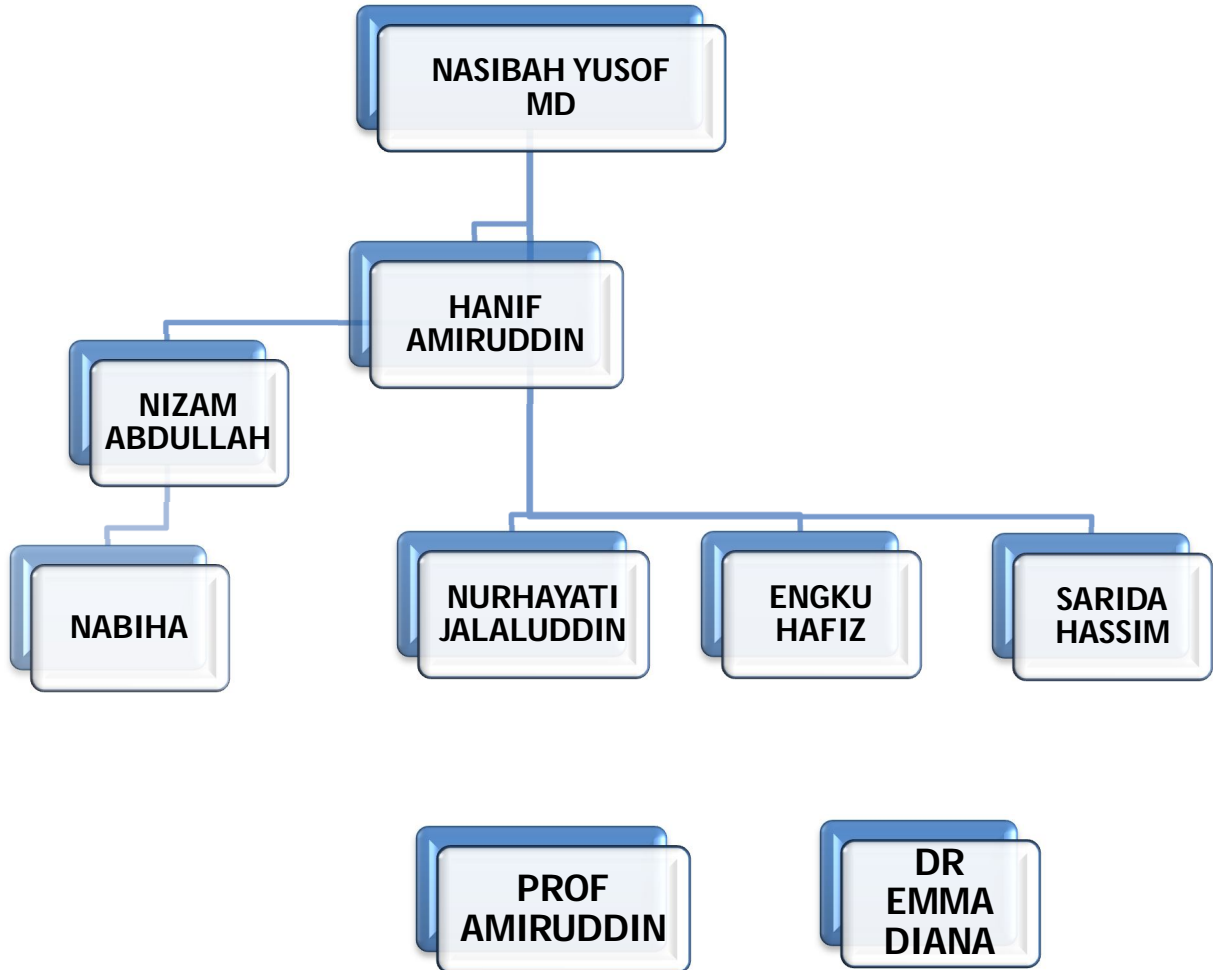 NASIBAH YUSOF
MD
HANIF
AMIRUDDIN
NIZAM
ABDULLAH
NABIHA
NURHAYATI
JALALUDDIN
ENGKU
HAFIZ
SARIDA
HASSIM
PROF
AMIRUDDIN
DR
EMMA
DIANA